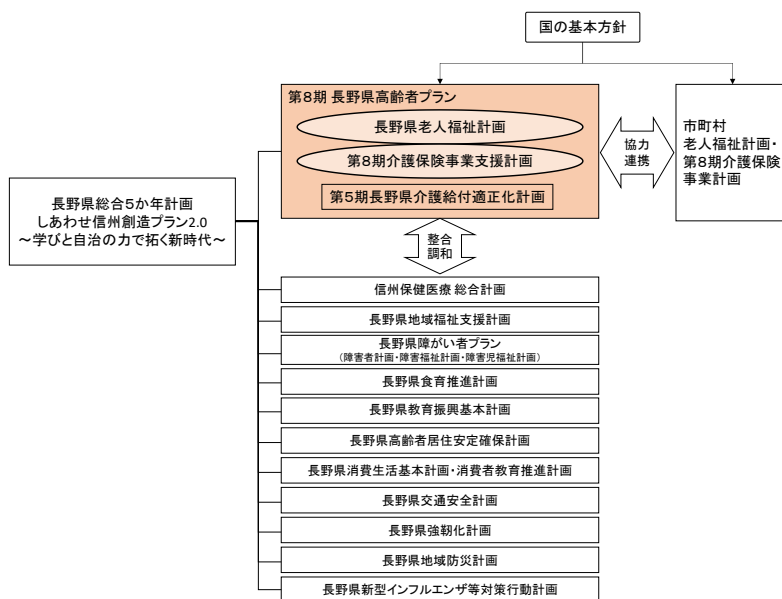 国の基本方針
第8期 長野県高齢者プラン
長野県老人福祉計画
第8期介護保険事業支援計画
第5期長野県介護給付適正化計画
協力
連携
市町村
老人福祉計画・
第8期介護保険
事業計画
長野県総合5か年計画
しあわせ信州創造プラン2.0
～学びと自治の力で拓く新時代～
整合
調和
信州保健医療 総合計画
長野県地域福祉支援計画
長野県障がい者プラン
（障害者計画・障害福祉計画・障害児福祉計画）
長野県食育推進計画
長野県教育振興基本計画
長野県高齢者居住安定確保計画
長野県消費生活基本計画・消費者教育推進計画
長野県交通安全計画
長野県強靭化計画
長野県地域防災計画
長野県新型インフルエンザ等対策行動計画